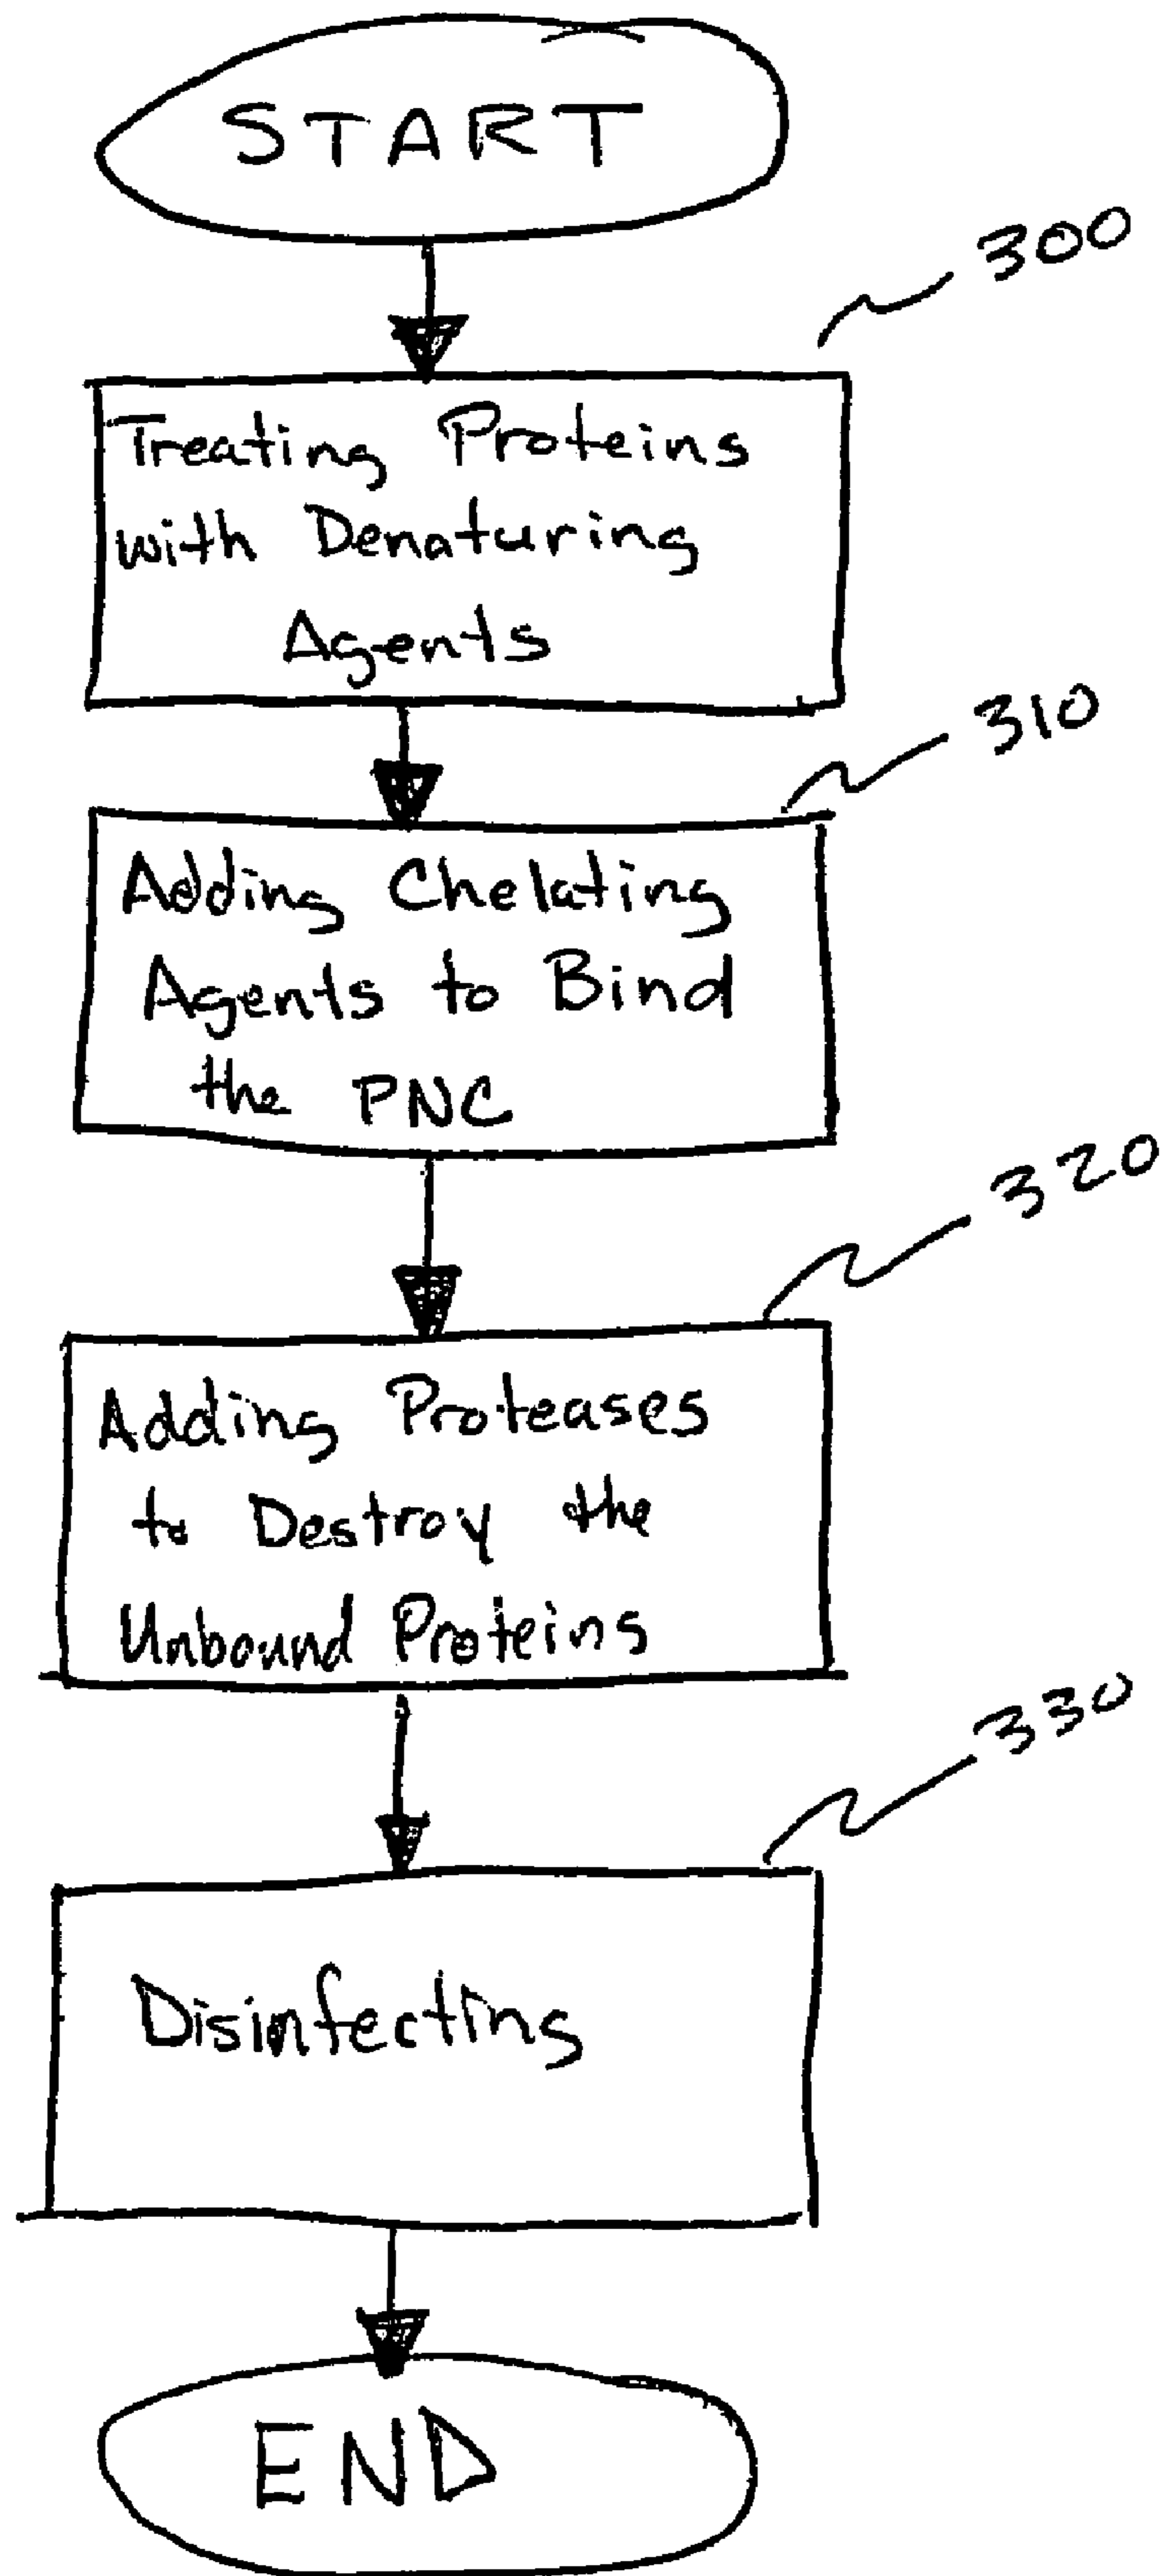 START
300
Treating Proteins
with Denaturing
Agents
310
Adding Chelating
Agents to Bind
the PNC
320
Adding Proteases
to Destroy the
Unbound Proteins
330
Disinfecting
END